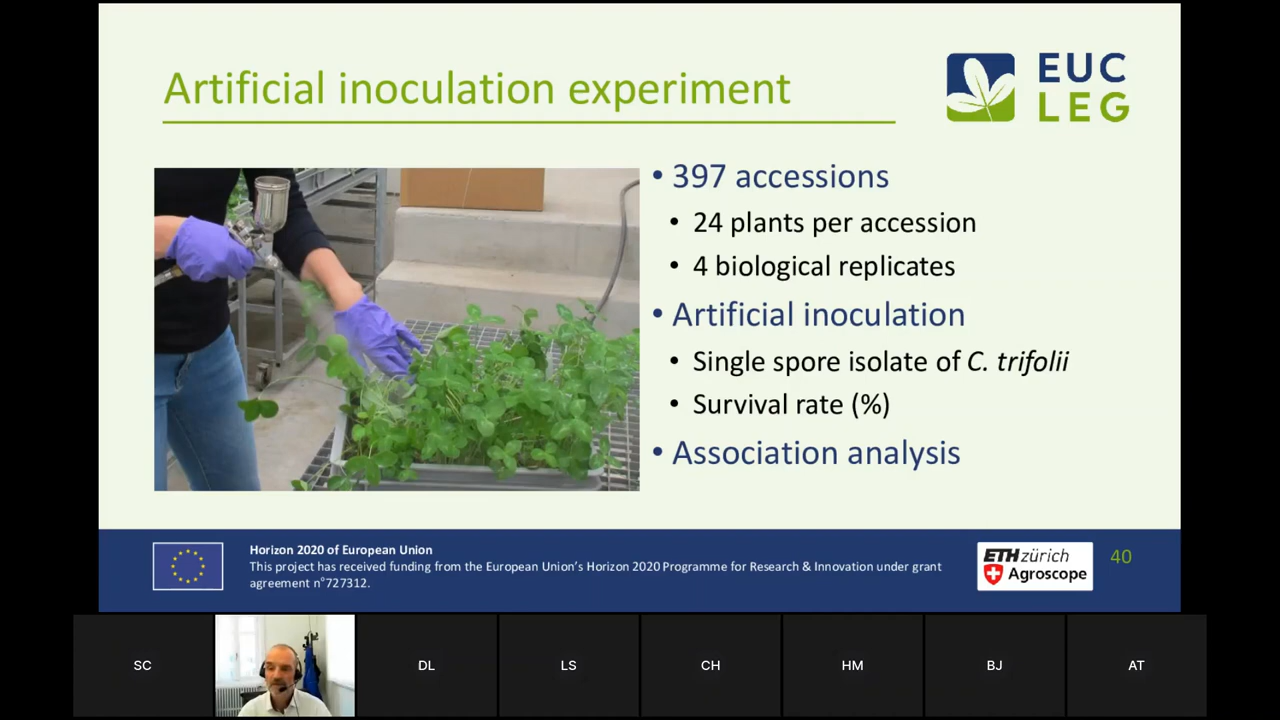 Artificial inoculation experiment
EUC
LEG
• 397 accessions
• 24 plants per accession
• 4 biological replicates
• Artificial inoculation
• Single spore isolate of C. trifolii
• Survival rate (%)
• Association analysis
Horizon 2020 of European Union
This project has received funding from the European Union's Horizon 2020 Programme for Research & Innovation under grant
agreement n°727312.
ETH zürich
Agroscope
40
SC
DL
LS
CH
HM
BJ
AT